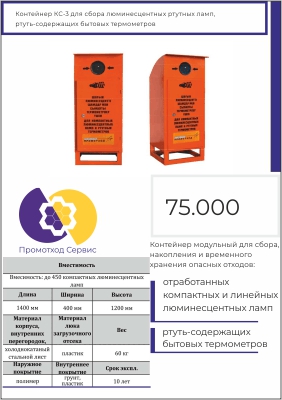 Контейнер КС-3 для сбора люминесцентных ртутных ламп,
ртуть-содержащих бытовых термометров
75.000
Промотход Сервис
Контейнер модульный для сбора,
накопления и временного
хранения опасных отходов:
отработанных
компактных и линейных
люминесцентных ламп
ртуть-содержащих
бытовых термометров
Вместимость
Вмесимость: до 450 компактных люминесцентных
ламп
Длина Ширина Высота
1400 мм 400 мм 1200 мм
Материал корпуса, внутренних перегородок, Материал люка загрузочного отсека Вес
холоднокатаный стальной лист пластик 60 кг
Наружное покрытие Внутреннее покрытие Срок экспл.
полимер грунт, пластик 10 лет